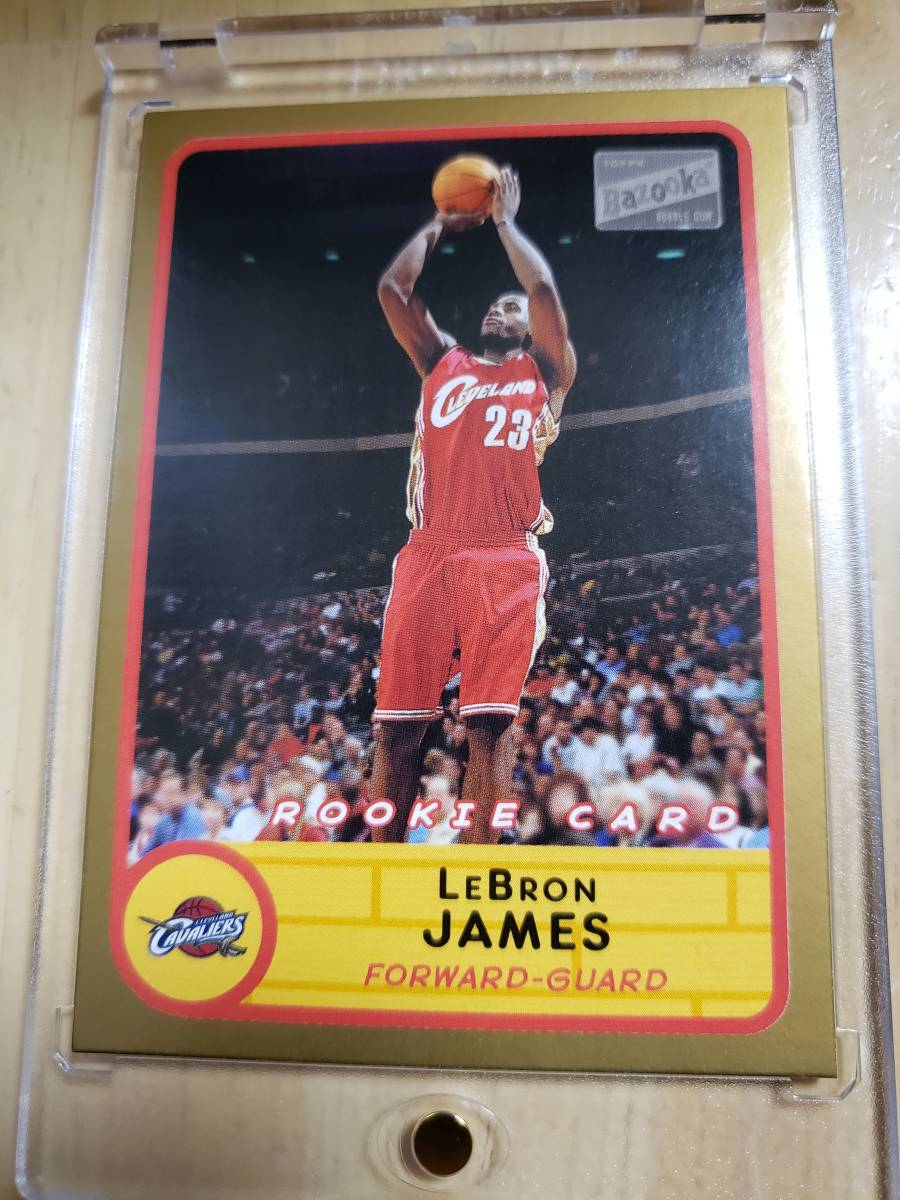 TOPPS
Bazooka
BUBBLE GUM
CLEVELAND
23
ROOKIE CARD
LEBRON
JAMES
CLEVELAND
CAVALIERS
FORWARD-GUARD